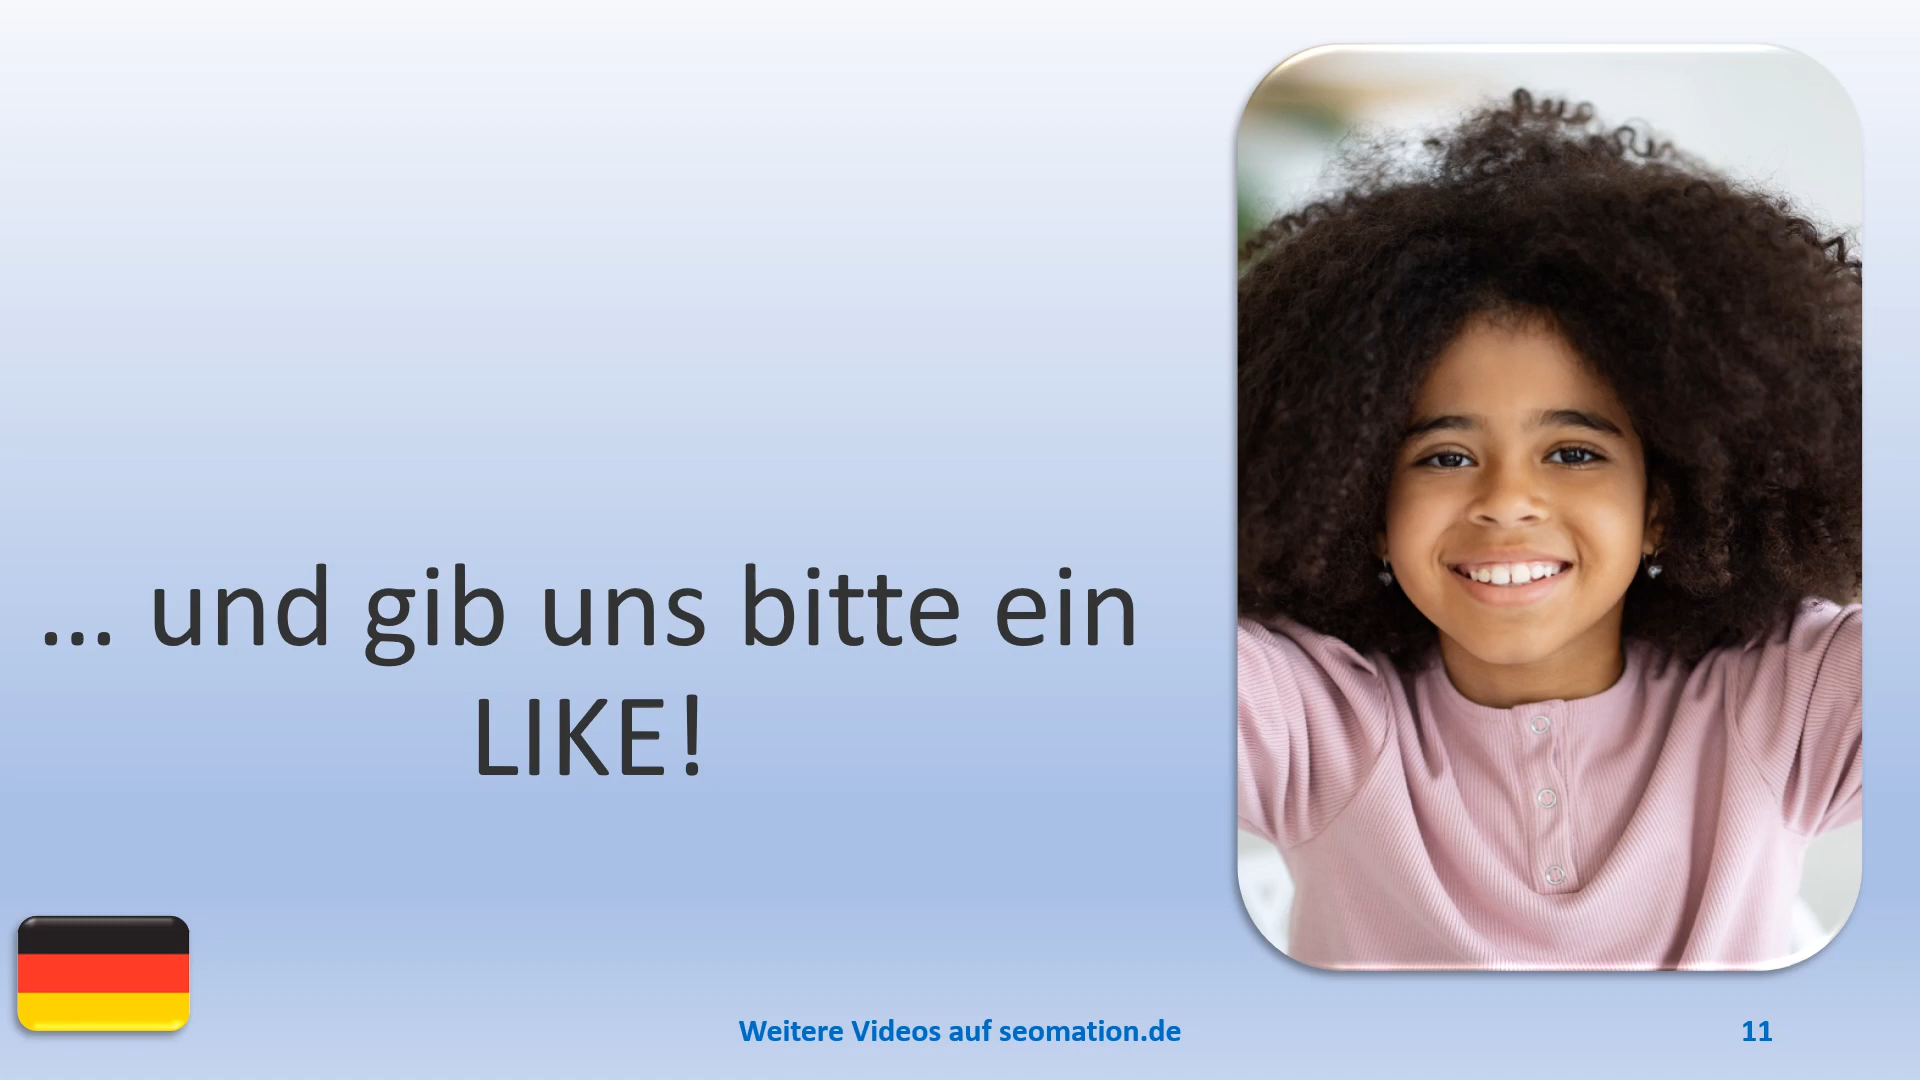 ... und gib uns bitte ein
LIKE!
Weitere Videos auf seomation.de
11